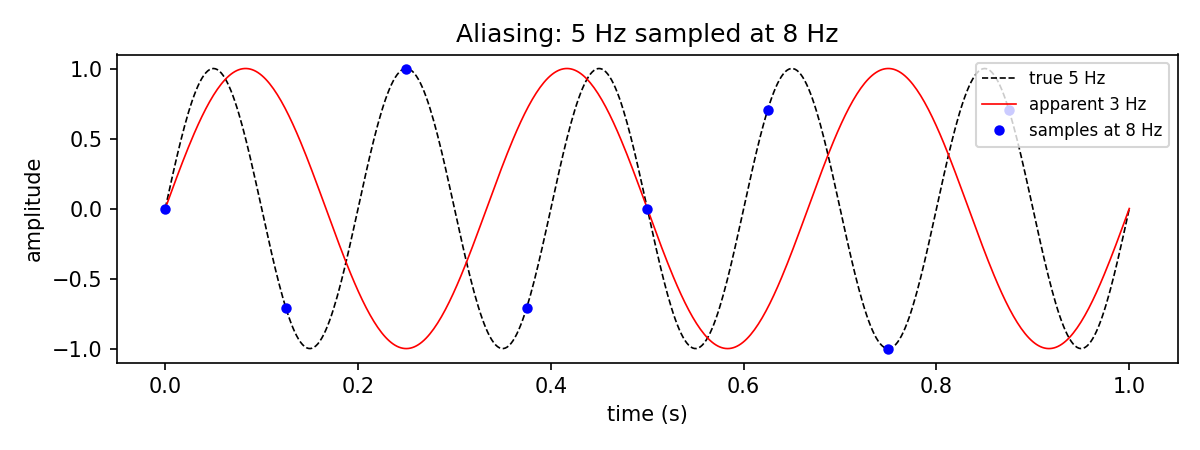 Aliasing: 5 Hz sampled at 8 Hz
1.0
0.5
0.0
−0.5
−1.0
amplitude
true 5 Hz
apparent 3 Hz
samples at 8 Hz
0.0 0.2 0.4 0.6 0.8 1.0
time (s)